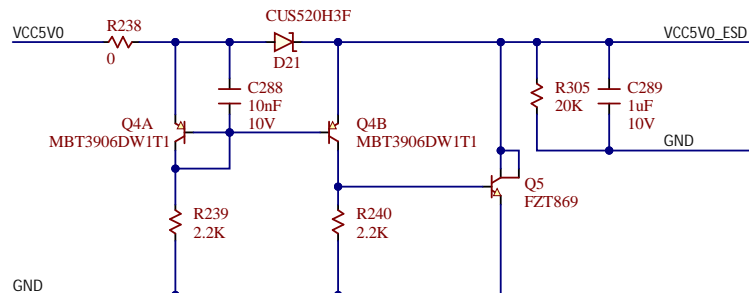 CUS520H3F
R238
VCC5V0
VCC5V0_ESD
0
D21
C288
10nF
10V
R305
20K
C289
1uF
10V
Q4A
MBT3906DW1T1
Q4B
MBT3906DW1T1
GND
Q5
FZT869
R239
2.2K
R240
2.2K
GND